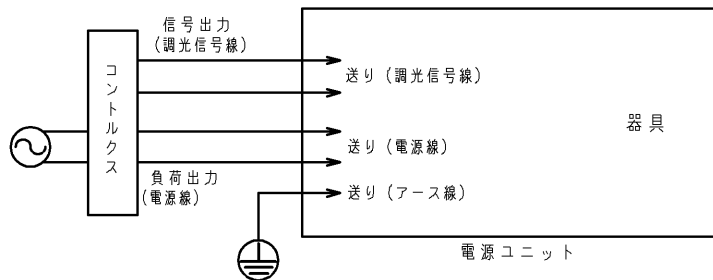 信号出力
(調光信号線)
コントルクス
送り(調光信号線)
器具
送り(電源線)
負荷出力
(電源線)
送り(アース線)
電源ユニット